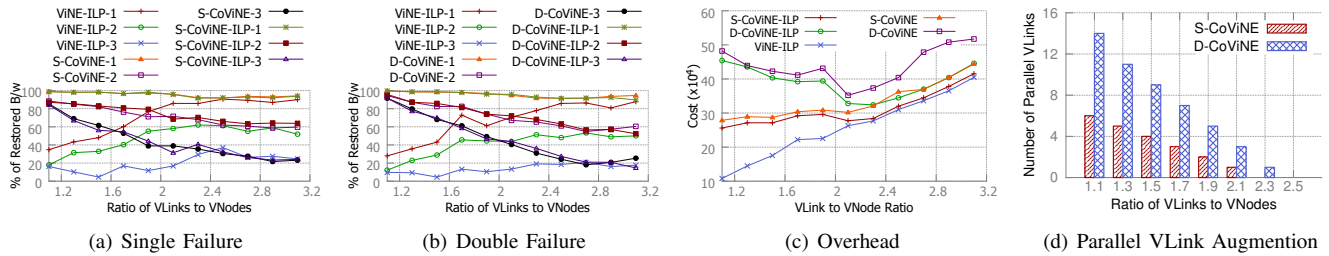 ViNE-ILP-1
ViNE-ILP-2
ViNE-ILP-3
S-CoViNE-1
S-CoViNE-2
S-CoViNE-3
S-CoViNE-ILP-1
S-CoViNE-ILP-2
S-CoViNE-ILP-3
% of Restored B/w
100
80
60
40
20
0
1.2 1.6 2.0 2.4 2.8 3.2
Ratio of VLinks to VNodes
(a) Single Failure
ViNE-ILP-1
ViNE-ILP-2
ViNE-ILP-3
D-CoViNE-1
D-CoViNE-2
D-CoViNE-3
D-CoViNE-ILP-1
D-CoViNE-ILP-2
D-CoViNE-ILP-3
% of Restored B/w
100
80
60
40
20
0
1.2 1.6 2.0 2.4 2.8 3.2
Ratio of VLinks to VNodes
(b) Double Failure
S-CoViNE-ILP
D-CoViNE-ILP
ViNE-ILP
S-CoViNE
D-CoViNE
Cost (x10⁴)
60
50
40
30
20
10
1.2 1.6 2.0 2.4 2.8 3.2
VLink to VNode Ratio
(c) Overhead
S-CoViNE
D-CoViNE
Number of Parallel VLinks
16
12
8
4
0
1.1 1.3 1.5 1.7 1.9 2.1 2.3 2.5
Ratio of VLinks to VNodes
(d) Parallel VLink Augmentation